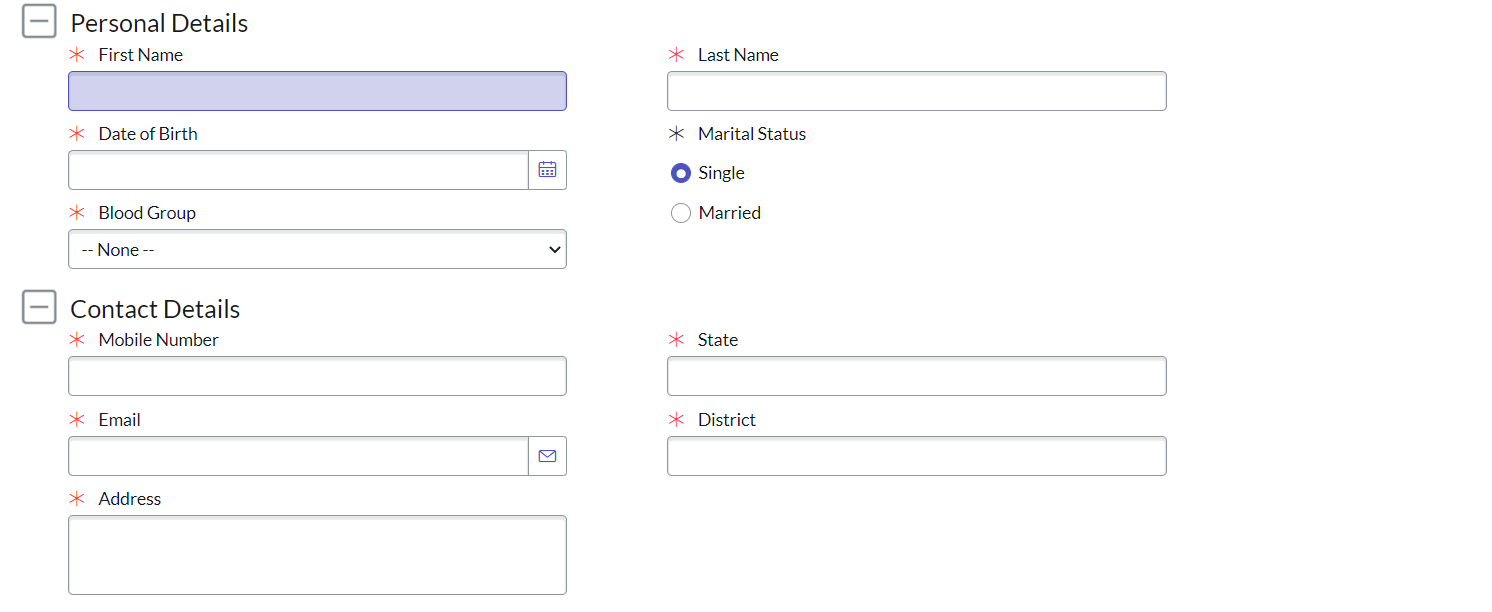 Personal Details
* First Name
* Last Name
* Date of Birth
* Marital Status
Single
* Blood Group
Married
-- None --
Contact Details
* Mobile Number
* State
* Email
* District
* Address